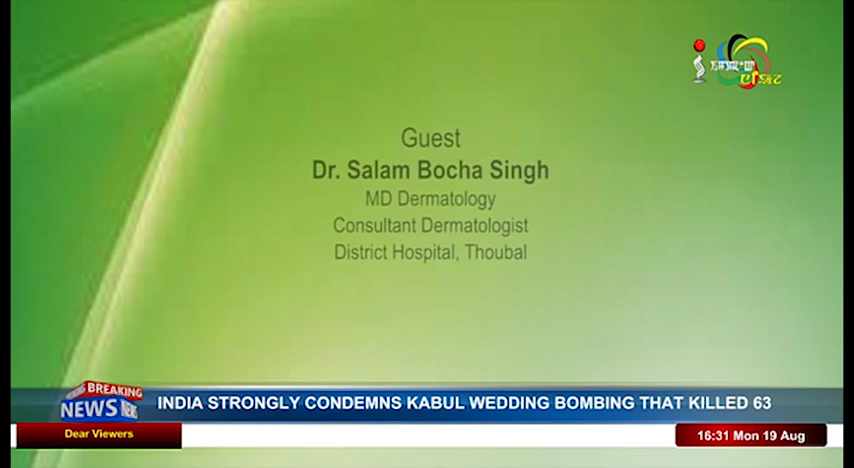 Guest
Dr. Salam Bocha Singh
MD Dermatology
Consultant Dermatologist
District Hospital, Thoubal
BREAKING
NEWS NEWS
INDIA STRONGLY CONDEMNS KABUL WEDDING BOMBING THAT KILLED 63
Dear Viewers
16:31 Mon 19 Aug